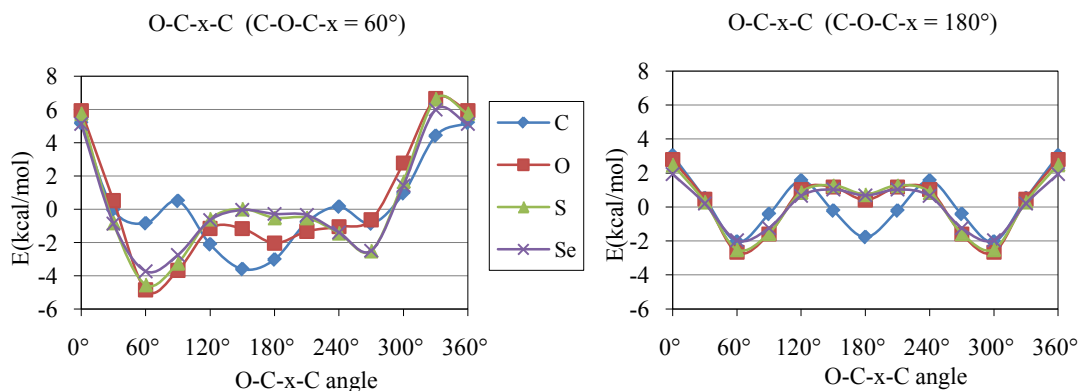 O-C-x-C (C-O-C-x = 60°)
E(kcal/mol)
8
6
4
2
0
-2
-4
-6
0° 60° 120° 180° 240° 300° 360°
O-C-x-C angle
C
O
S
Se
O-C-x-C (C-O-C-x = 180°)
E(kcal/mol)
8
6
4
2
0
-2
-4
-6
0° 60° 120° 180° 240° 300° 360°
O-C-x-C angle